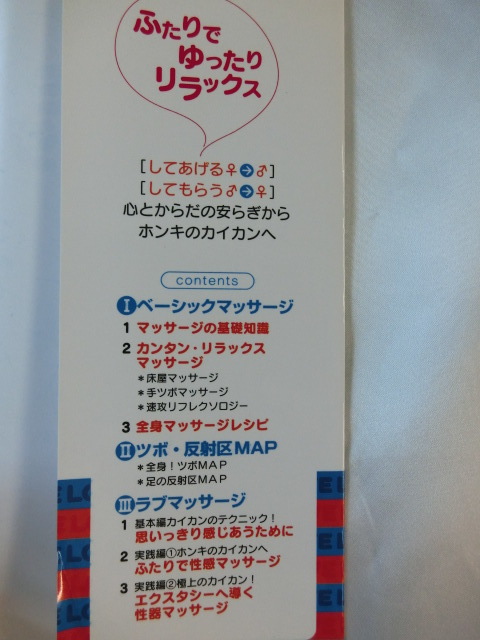 ふたりで
ゆったり
リラックス
[してあげる♀➔♂]
[してもらう♂➔♀]
心とからだの安らぎから
ホンキのカイカンへ
contents
Ⅰベーシックマッサージ
1 マッサージの基礎知識
2 カンタン・リラックス
マッサージ
＊床屋マッサージ
＊手ツボマッサージ
＊速攻リフレクソロジー
3 全身マッサージレシピ
Ⅱツボ・反射区MAP
＊全身！ツボMAP
＊足の反射区MAP
Ⅲラブマッサージ
1 基本編カイカンのテクニック！
思いっきり感じあうために
2 実践編①ホンキのカイカンへ
ふたりで性感マッサージ
3 実践編②極上のカイカン！
エクスタシーへ導く
性器マッサージ